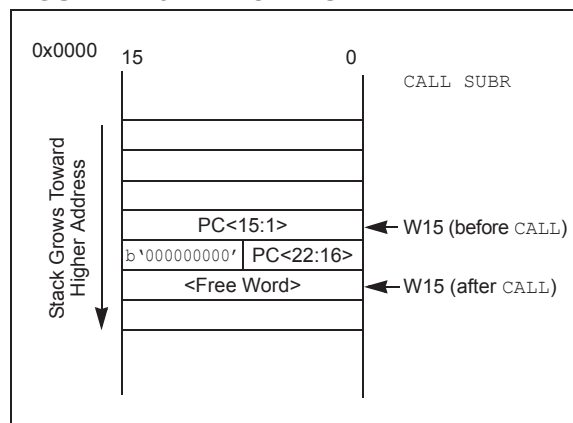 0x0000 15 0
CALL SUBR
Stack Grows Toward
Higher Address
PC<15:1>
W15 (before CALL)
b‘000000000’ PC<22:16>
<Free Word>
W15 (after CALL)